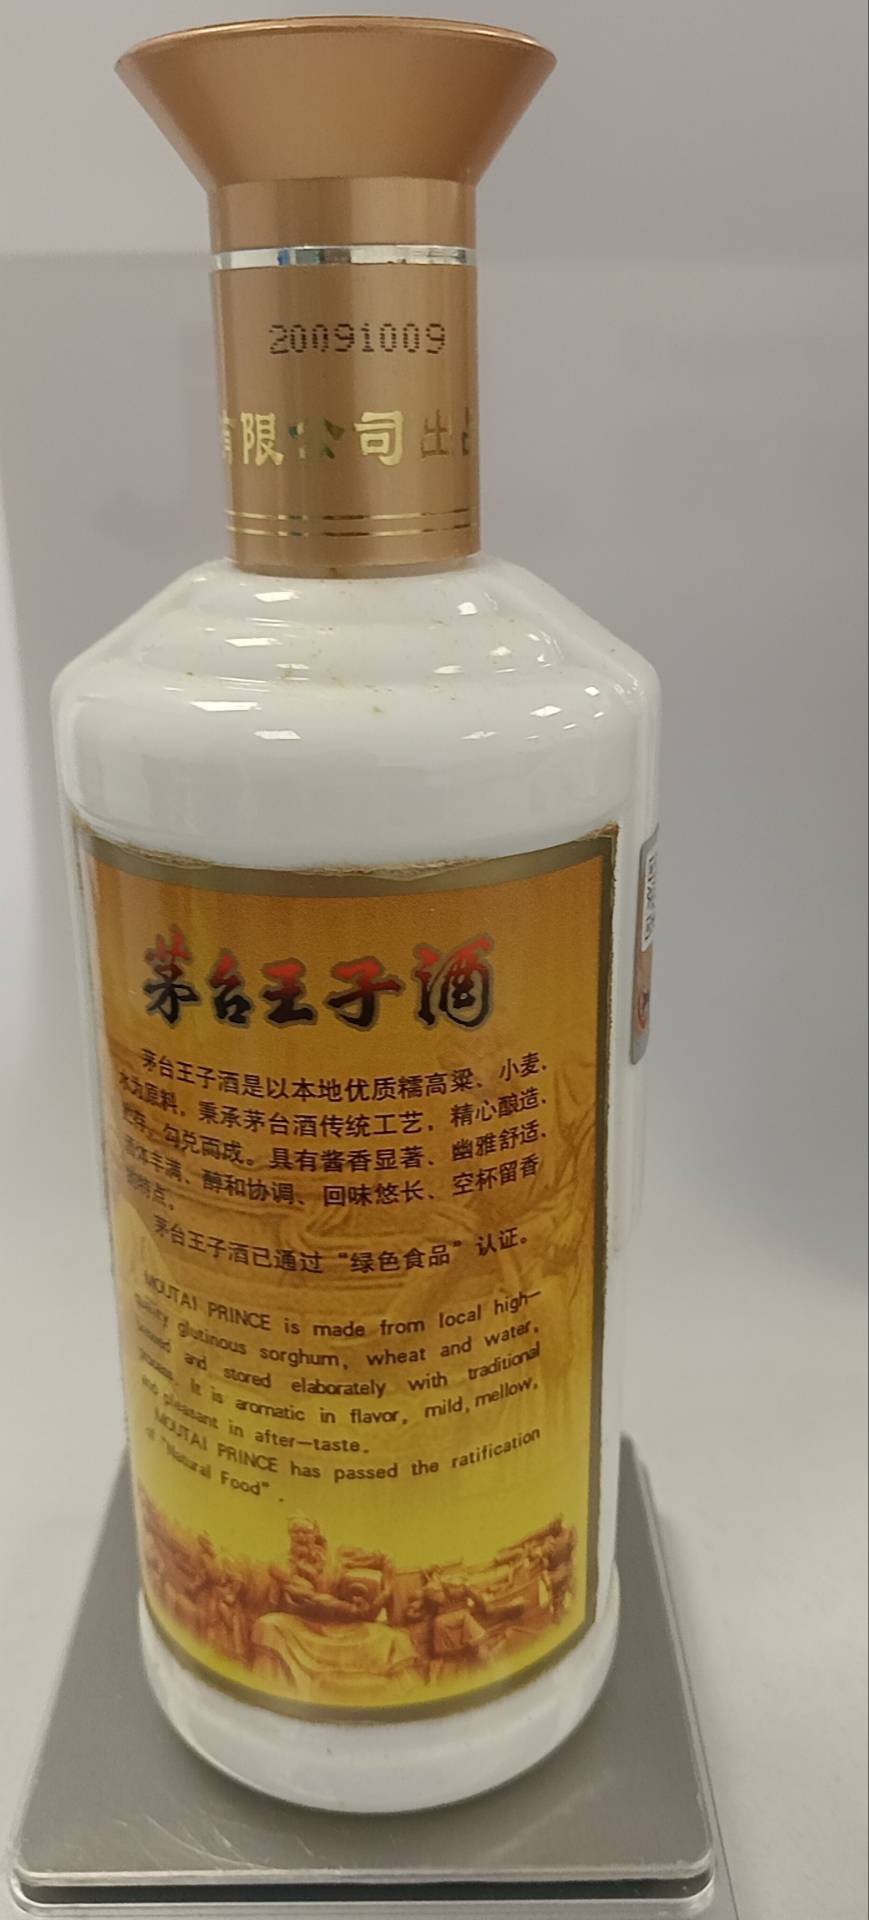 20091009
有限公司出品
茅台王子酒
茅台王子酒是以本地优质糯高粱、小麦、
水为原料，秉承茅台酒传统工艺，精心酿造、
贮存，勾兑而成。具有酱香显著、幽雅舒适、
酒体丰满、醇和协调、回味悠长、空杯留香
的特点。
茅台王子酒已通过“绿色食品”认证。
MOUTAI PRINCE is made from local high—
quality glutinous sorghum, wheat and water,
and stored elaborately with traditional
process. It is aromatic in flavor, mild, mellow,
and pleasant in after—taste.
MOUTAI PRINCE has passed the ratification
of "Natural Food".